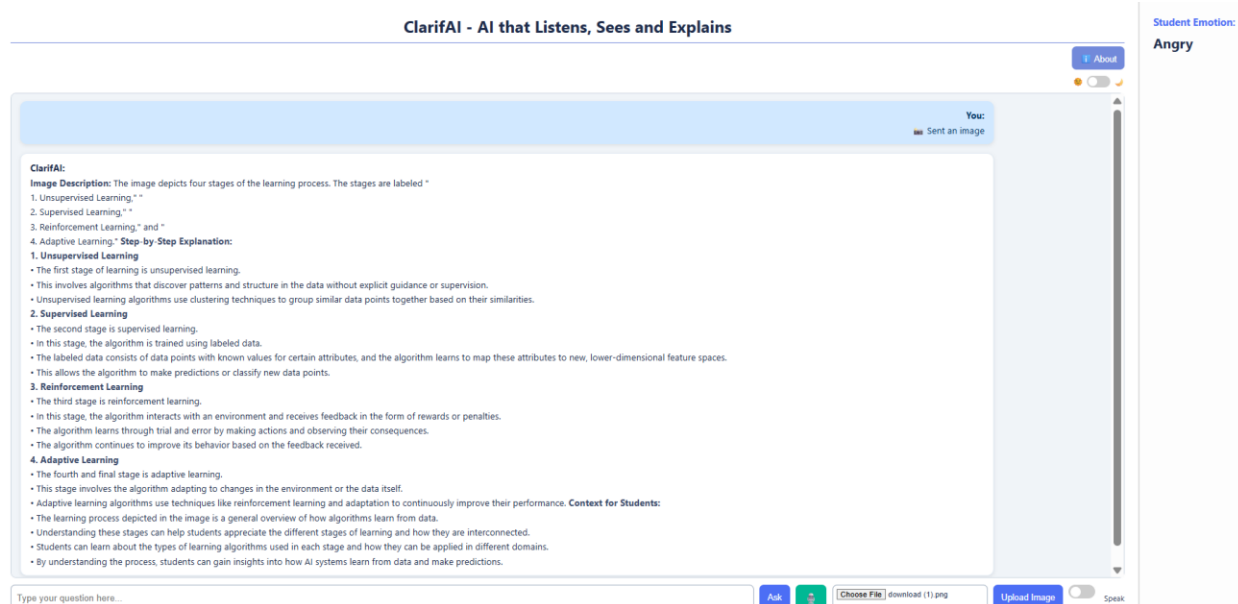 ClarifAI - AI that Listens, Sees and Explains
Student Emotion:
Angry
About
You:
Sent an image
ClarifAI:
Image Description: The image depicts four stages of the learning process. The stages are labeled "
1. Unsupervised Learning," "
2. Supervised Learning," "
3. Reinforcement Learning," and "
4. Adaptive Learning." Step-by-Step Explanation:
1. Unsupervised Learning
• The first stage of learning is unsupervised learning.
• This involves algorithms that discover patterns and structure in the data without explicit guidance or supervision.
• Unsupervised learning algorithms use clustering techniques to group similar data points together based on their similarities.
2. Supervised Learning
• The second stage is supervised learning.
• In this stage, the algorithm is trained using labeled data.
• The labeled data consists of data points with known values for certain attributes, and the algorithm learns to map these attributes to new, lower-dimensional feature spaces.
• This allows the algorithm to make predictions or classify new data points.
3. Reinforcement Learning
• The third stage is reinforcement learning.
• In this stage, the algorithm interacts with an environment and receives feedback in the form of rewards or penalties.
• The algorithm learns through trial and error by making actions and observing their consequences.
• The algorithm continues to improve its behavior based on the feedback received.
4. Adaptive Learning
• The fourth and final stage is adaptive learning.
• This stage involves the algorithm adapting to changes in the environment or the data itself.
• Adaptive learning algorithms use techniques like reinforcement learning and adaptation to continuously improve their performance. Context for Students:
• The learning process depicted in the image is a general overview of how algorithms learn from data.
• Understanding these stages can help students appreciate the different stages of learning and how they are interconnected.
• Students can learn about the types of learning algorithms used in each stage and how they can be applied in different domains.
• By understanding the process, students can gain insights into how AI systems learn from data and make predictions.
Type your question here...
Ask
Choose File download (1).png
Upload Image
Speak